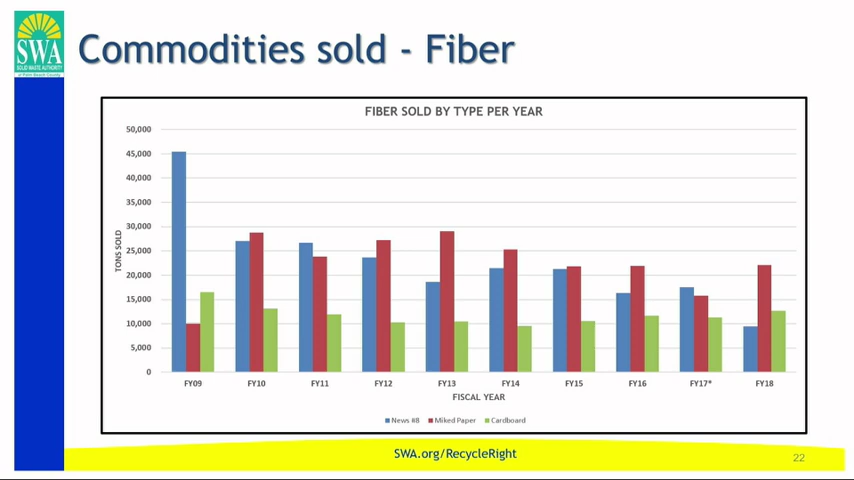 Commodities sold - Fiber
SWA
SOLID WASTE AUTHORITY
of Palm Beach County
FIBER SOLD BY TYPE PER YEAR
50,000
45,000
40,000
35,000
30,000
25,000
20,000
15,000
10,000
5,000
0
TONS SOLD
FY09 FY10 FY11 FY12 FY13 FY14 FY15 FY16 FY17* FY18
FISCAL YEAR
News #8 Miked Paper Cardboard
SWA.org/RecycleRight
22